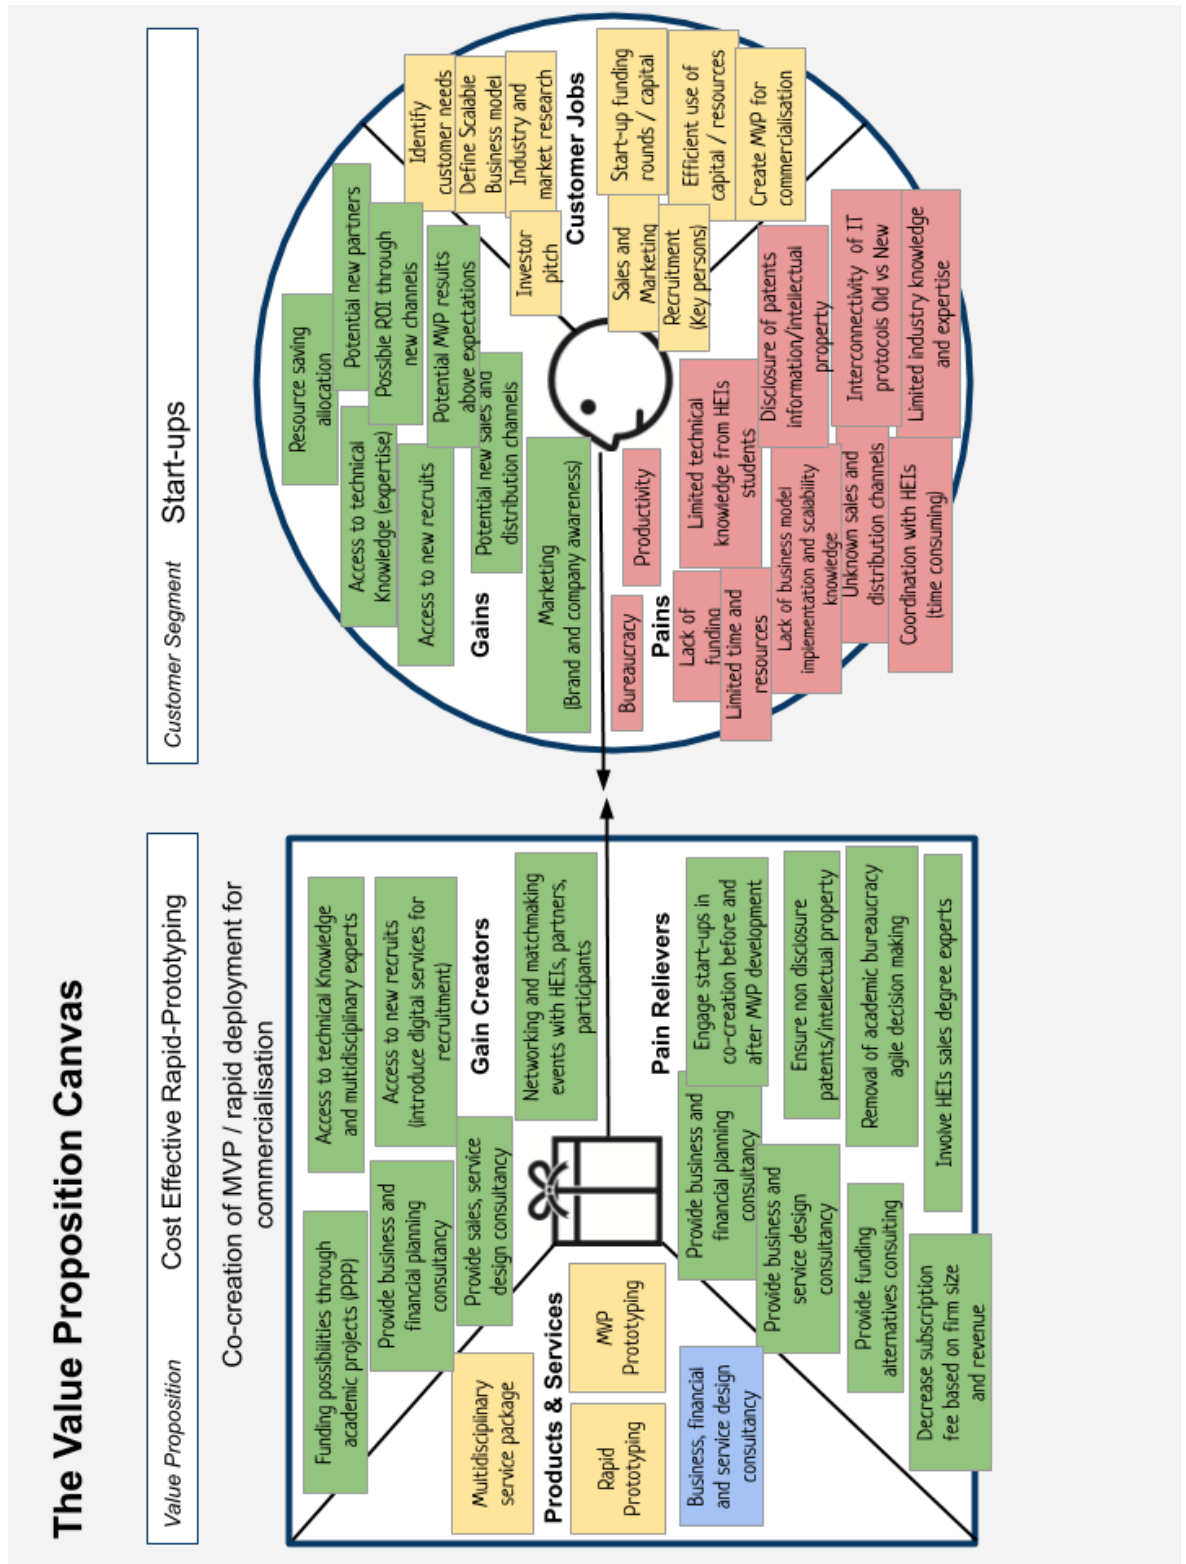 The Value Proposition Canvas
Value Proposition
Cost Effective Rapid-Prototyping
Customer Segment
Start-ups
Co-creation of MVP / rapid deployment for
commercialisation
Funding possibilities through
academic projects (PPP)
Access to technical Knowledge
and multidisciplinary experts
Provide business and
financial planning
consultancy
Access to new recruits
(introduce digital services for
recruitment)
Provide sales, service
design consultancy
Gain Creators
Networking and matchmaking
events with HEIs, partners,
participants
Multidisciplinary
service package
Products & Services
Rapid
Prototyping
MVP
Prototyping
Business, financial
and service design
consultancy
Pain Relievers
Provide business and
financial planning
consultancy
Engage start-ups in
co-creation before and
after MVP development
Provide business and
service design
consultancy
Ensure non disclosure
patents/intellectual property
Provide funding
alternatives consulting
Removal of academic bureaucracy
agile decision making
Decrease subscription
fee based on firm size
and revenue
Involve HEIs sales degree experts
Resource saving
allocation
Potential new partners
Access to technical
Knowledge (expertise)
Possible ROI through
new channels
Access to new recruits
Potential MVP results
above expectations
Potential new sales and
distribution channels
Gains
Marketing
(Brand and company awareness)
Identify
customer needs
Define Scalable
Business model
Industry and
market research
Investor
pitch
Customer Jobs
Start-up funding
rounds / capital
Sales and
Marketing
Efficient use of
capital / resources
Recruitment
(Key persons)
Create MVP for
commercialisation
Bureaucracy
Productivity
Pains
Lack of
funding
Limited technical
knowledge from HEIs
students
Limited time and
resources
Disclosure of patents
information/intellectual
property
Lack of business model
implementation and scalability
knowledge
Interconnectivity of IT
protocols Old vs New
Unknown sales and
distribution channels
Limited industry knowledge
and expertise
Coordination with HEIs
(time consuming)